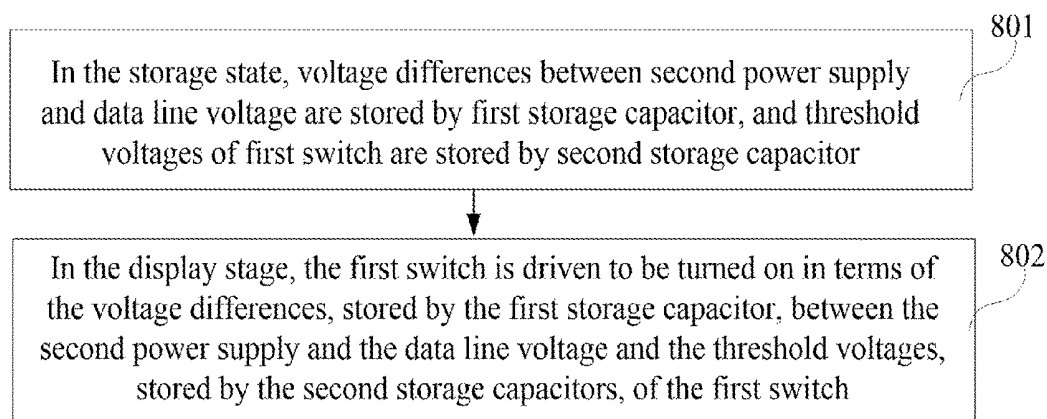 801
In the storage state, voltage differences between second power supply
and data line voltage are stored by first storage capacitor, and threshold
voltages of first switch are stored by second storage capacitor
802
In the display stage, the first switch is driven to be turned on in terms of
the voltage differences, stored by the first storage capacitor, between the
second power supply and the data line voltage and the threshold voltages,
stored by the second storage capacitors, of the first switch